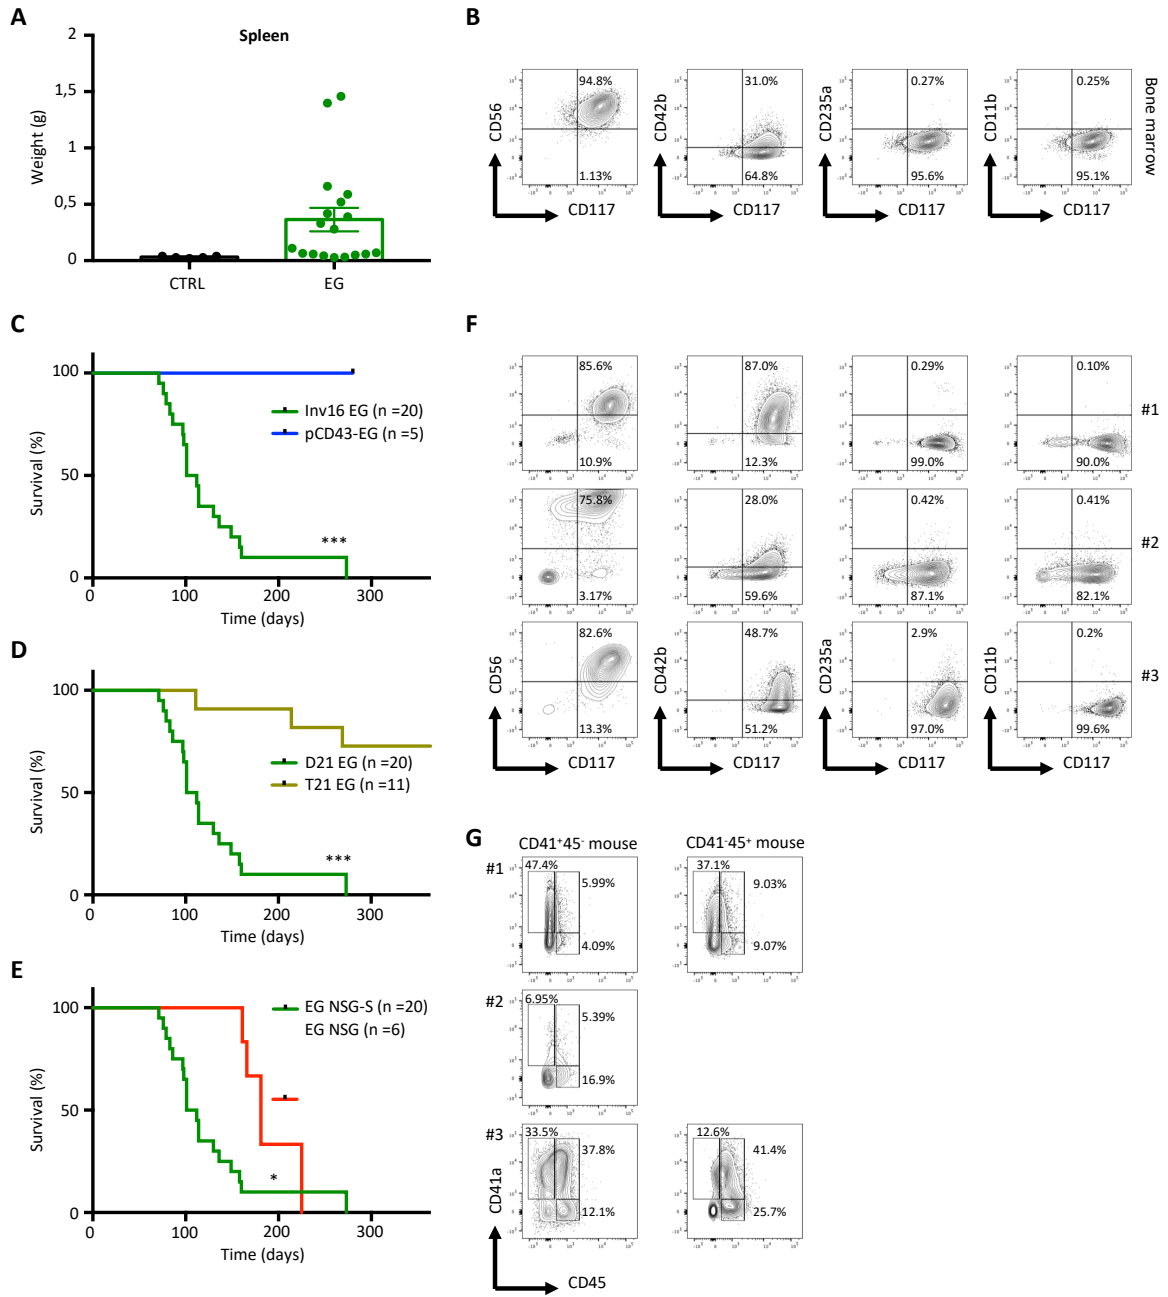 A
Spleen
2
1,5
1
0,5
0
Weight (g)
CTRL
EG
B
94.8%
1.13%
CD56
CD117
31.0%
64.8%
CD42b
CD117
0.27%
95.6%
CD235a
CD117
0.25%
95.1%
CD11b
CD117
Bone marrow
C
100
50
0
Survival (%)
Inv16 EG (n =20)
pCD43-EG (n =5)
***
100
200
300
Time (days)
D
100
50
0
Survival (%)
D21 EG (n =20)
T21 EG (n =11)
***
0
100
200
300
Time (days)
E
100
50
0
Survival (%)
EG NSG-S (n =20)
EG NSG (n =6)
*
0
100
200
300
Time (days)
F
85.6%
10.9%
87.0%
12.3%
0.29%
99.0%
0.10%
90.0%
#1
75.8%
3.17%
28.0%
59.6%
0.42%
87.1%
0.41%
82.1%
#2
82.6%
13.3%
CD56
CD117
48.7%
51.2%
CD42b
CD117
2.9%
97.0%
CD235a
CD117
0.2%
99.6%
CD11b
CD117
#3
G
CD41+45- mouse
CD41-45+ mouse
#1
47.4%
5.99%
4.09%
37.1%
9.03%
9.07%
#2
6.95%
5.39%
16.9%
#3
33.5%
37.8%
12.1%
12.6%
41.4%
25.7%
CD41a
CD45